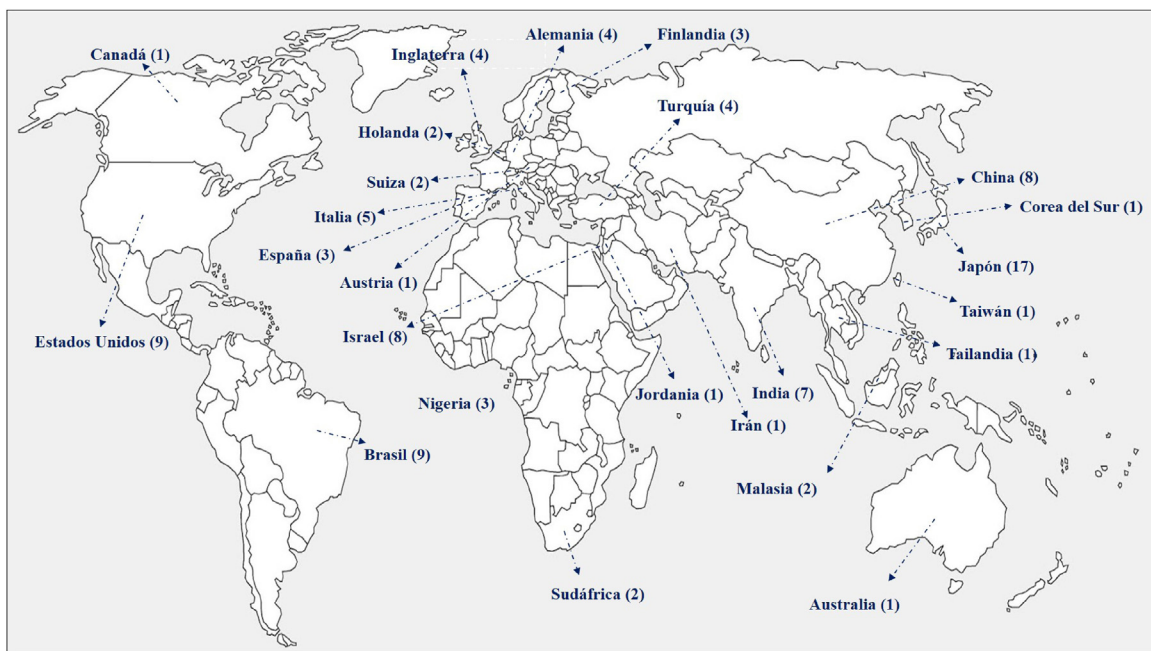 Alemania (4)
Finlandia (3)
Canadá (1)
Inglaterra (4)
Turquía (4)
Holanda (2)
China (8)
Suiza (2)
Corea del Sur (1)
Italia (5)
España (3)
Japón (17)
Austria (1)
Taiwán (1)
Israel (8)
Estados Unidos (9)
Tailandia (1)
Jordania (1)
India (7)
Nigeria (3)
Irán (1)
Brasil (9)
Malasia (2)
Sudáfrica (2)
Australia (1)